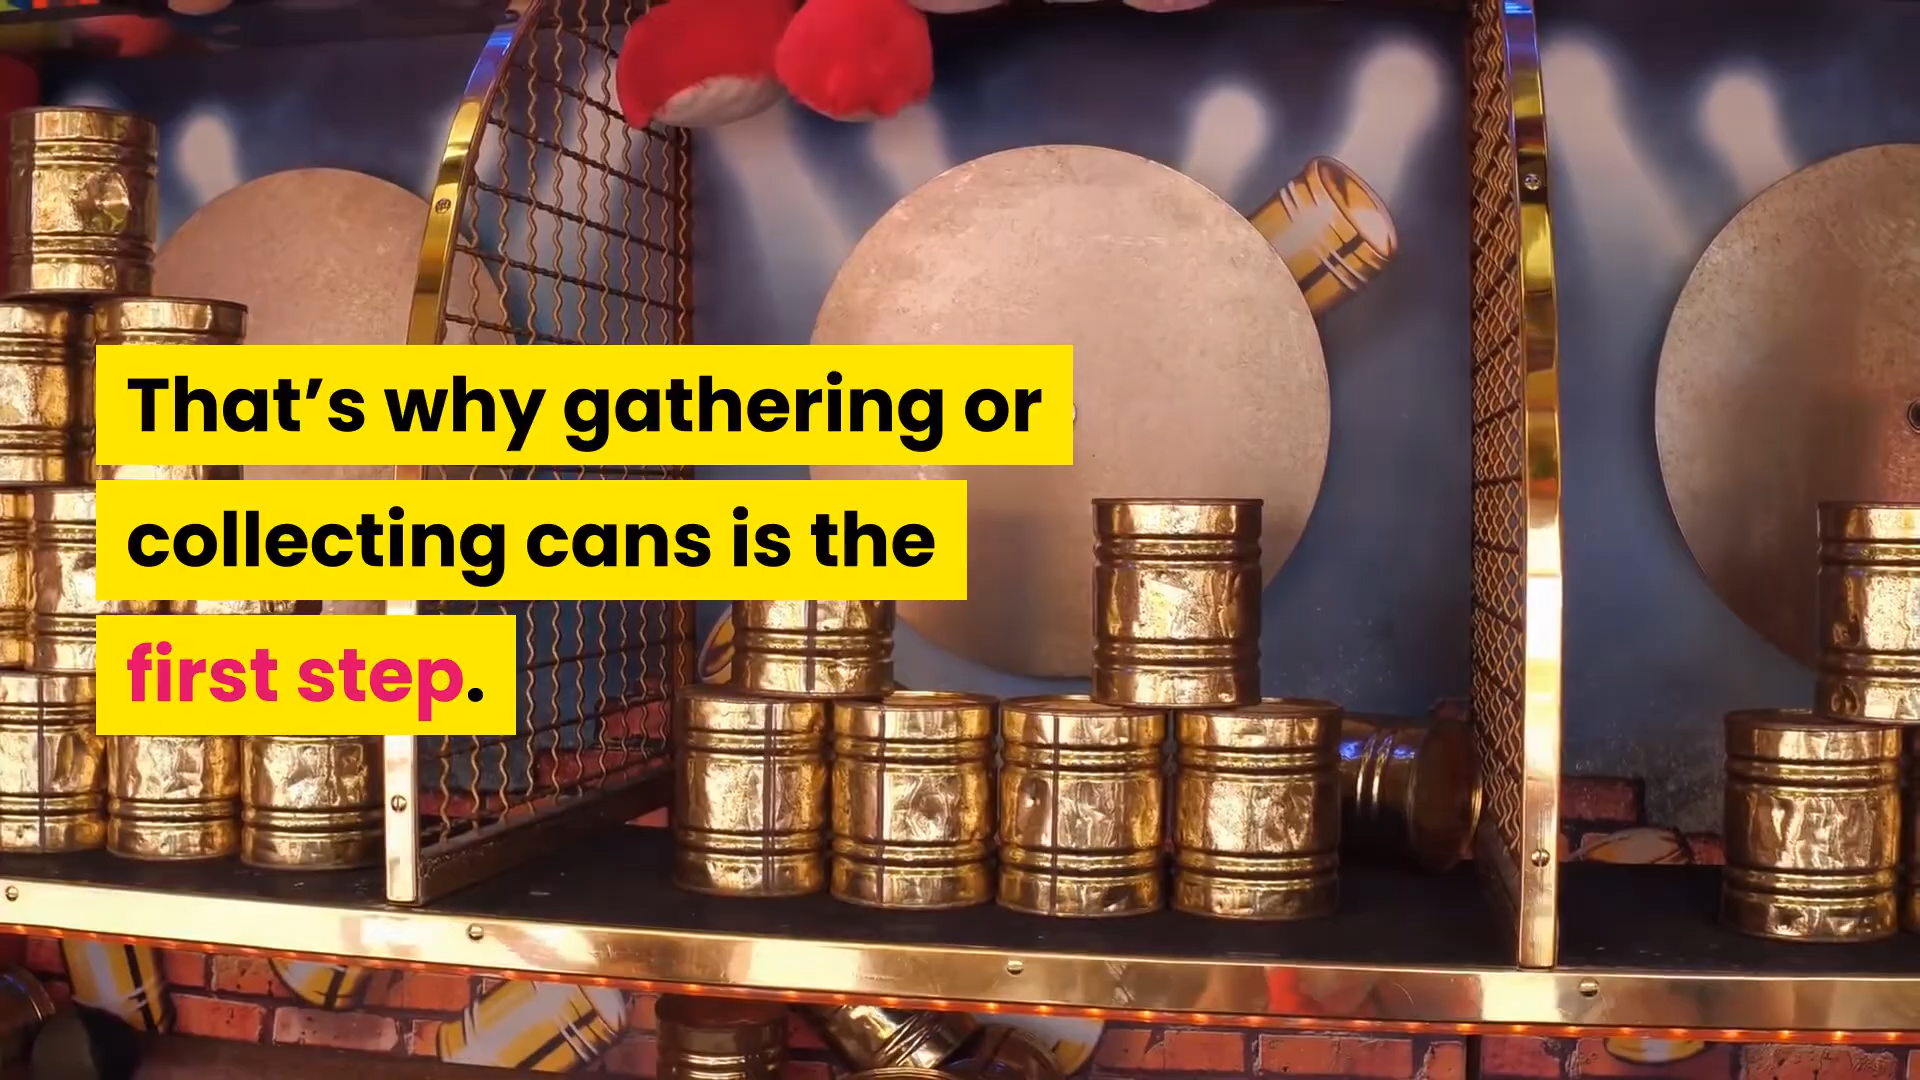 That’s why gathering or
collecting cans is the
first step.